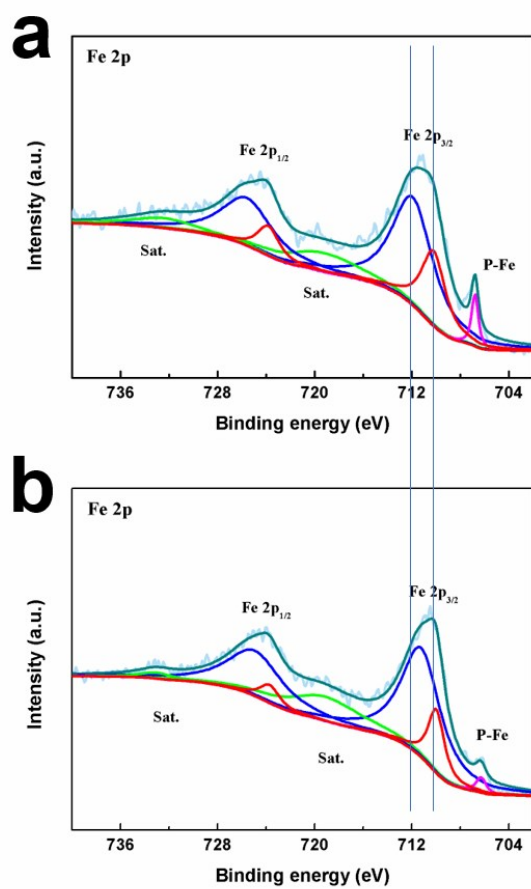 a
Fe 2p
Fe 2p1/2
Fe 2p3/2
P-Fe
Sat.
Sat.
Intensity (a.u.)
736 728 720 712 704
Binding energy (eV)
b
Fe 2p
Fe 2p1/2
Fe 2p3/2
P-Fe
Sat.
Sat.
Intensity (a.u.)
736 728 720 712 704
Binding energy (eV)